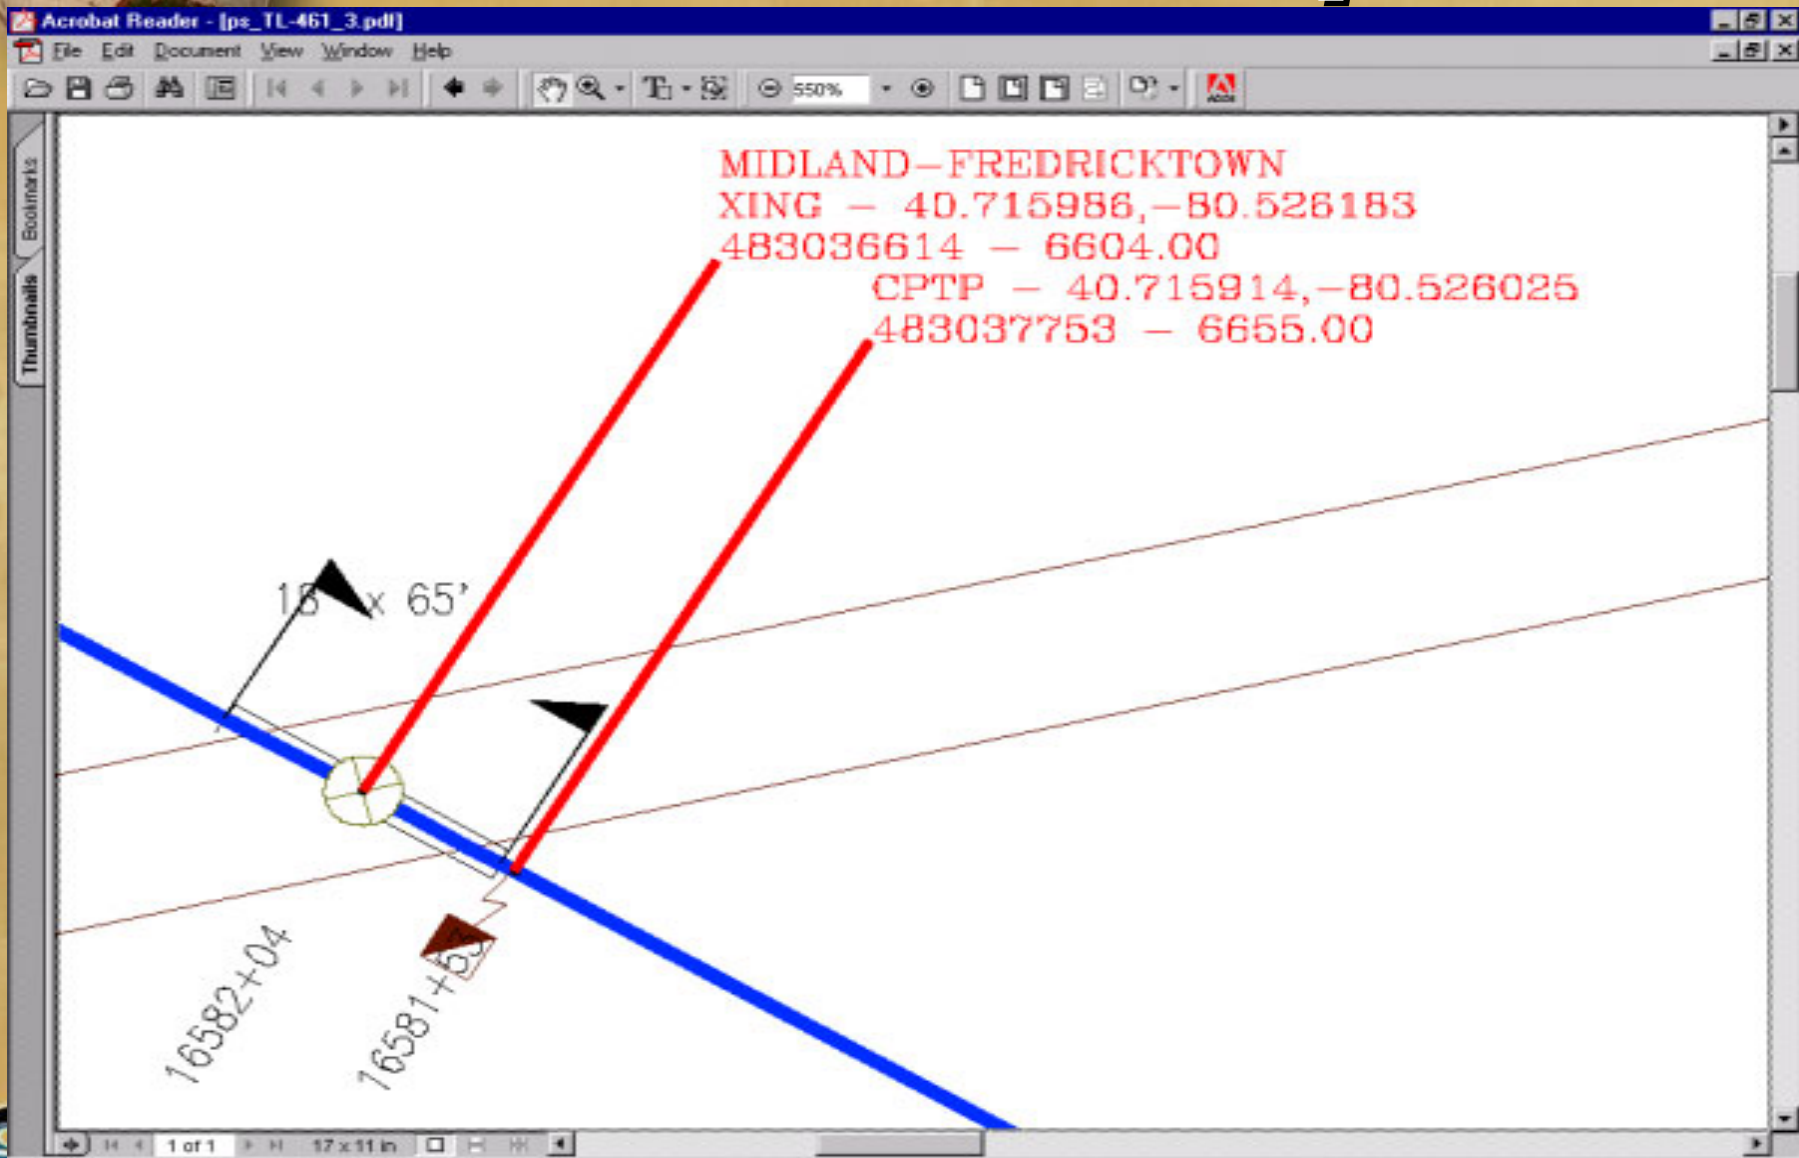 Acrobat Reader - [ps_TL-461_3.pdf]
File Edit Document View Window Help
550%
Bookmarks
Thumbnails
MIDLAND-FREDRICKTOWN
XING - 40.715986,-80.526183
483036614 - 6604.00
CPTP - 40.715914,-80.526025
483037753 - 6655.00
x 65'
16582+04
1 of 1 17 x 11 in